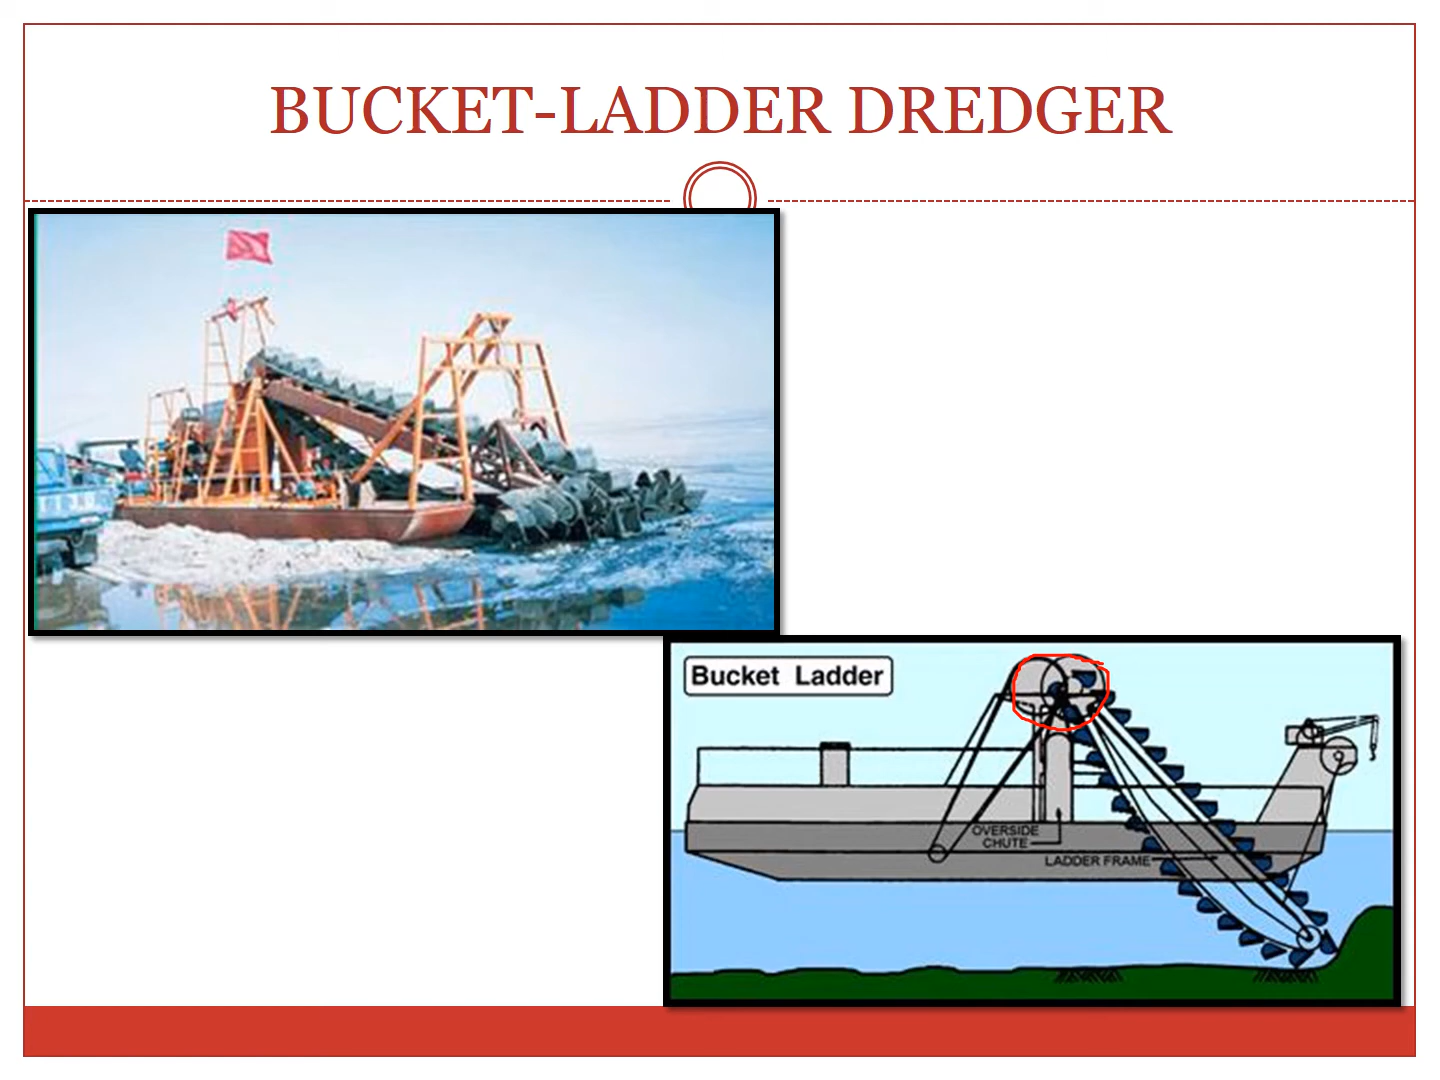 BUCKET-LADDER DREDGER
Bucket Ladder
OVERSIDE
CHUTE
LADDER FRAME